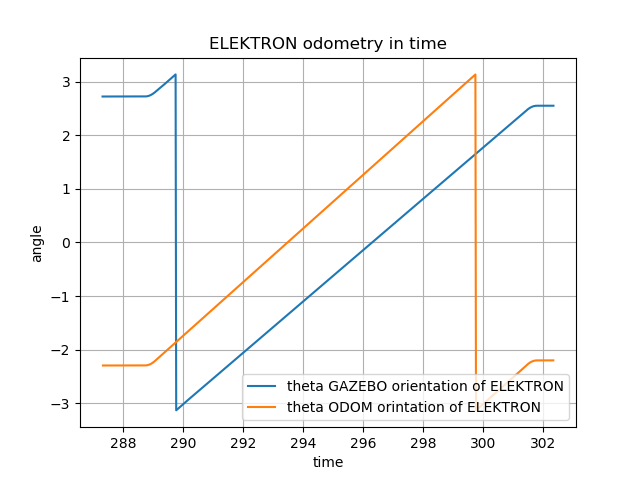 ELEKTRON odometry in time
angle
3
2
1
0
−1
−2
−3
theta GAZEBO orientation of ELEKTRON
theta ODOM orintation of ELEKTRON
288 290 292 294 296 298 300 302
time